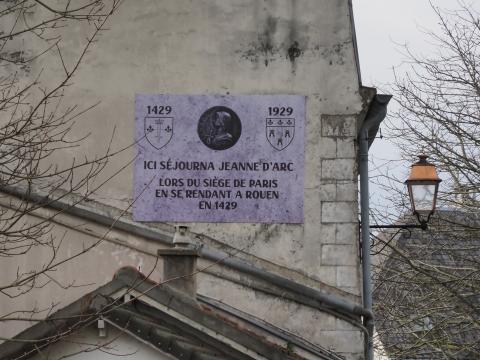 1429 1929
ICI SÉJOURNA JEANNE D'ARC
LORS DU SIÈGE DE PARIS
EN SE RENDANT A ROUEN
EN 1429